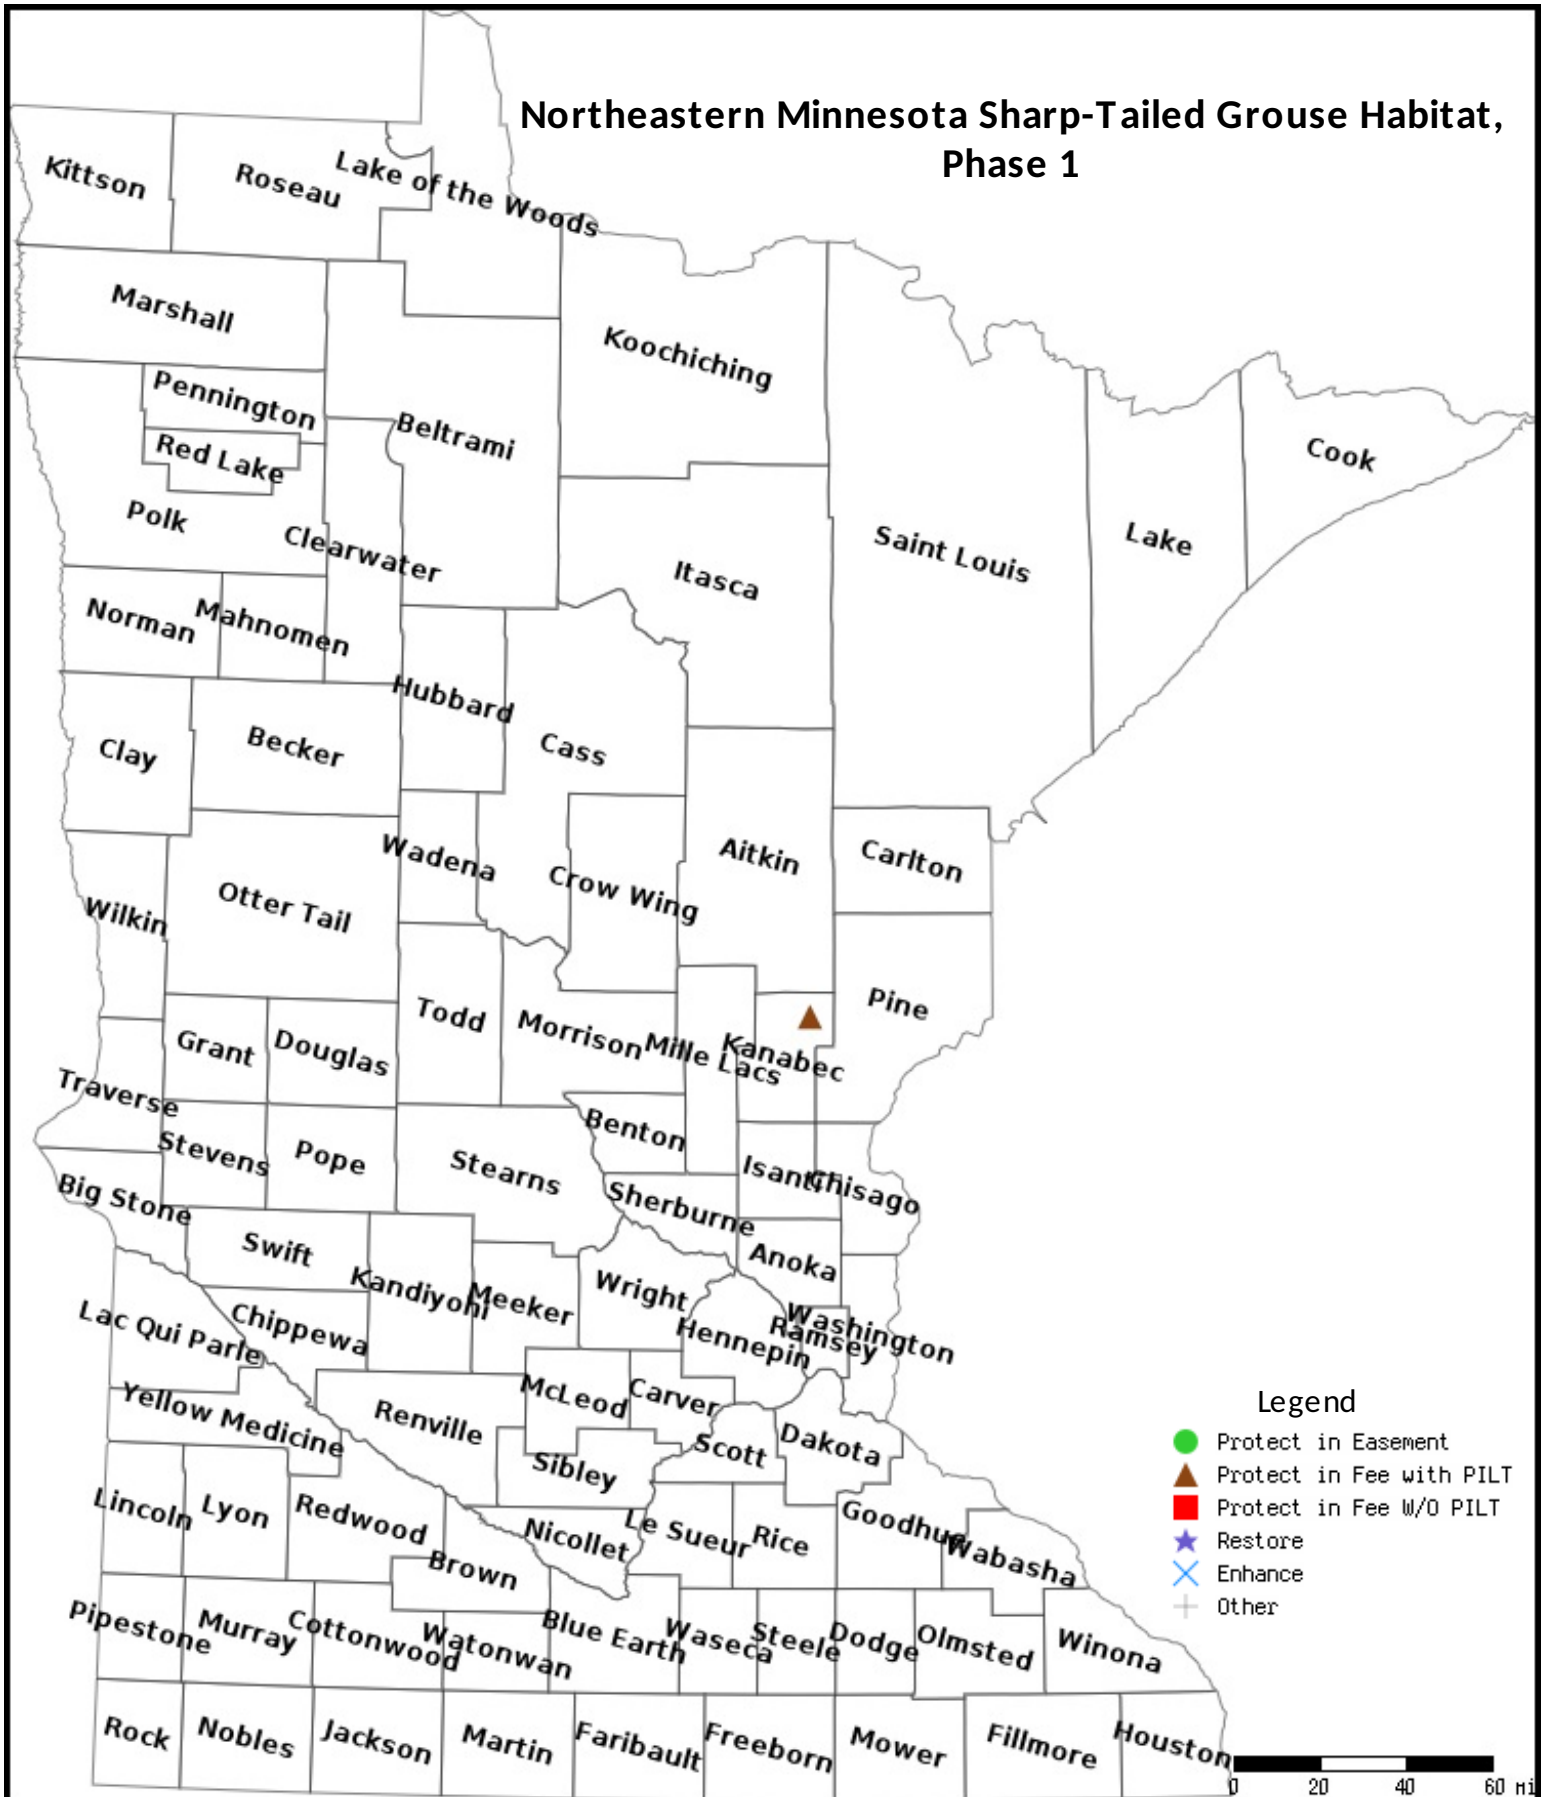 Northeastern Minnesota Sharp-Tailed Grouse Habitat,
Phase 1
Kittson
Roseau
Lake of the Woods
Marshall
Koochiching
Pennington
Beltrami
Red Lake
Cook
Polk
Clearwater
Saint Louis
Lake
Itasca
Norman
Mahnomen
Hubbard
Clay
Becker
Cass
Wadena
Aitkin
Carlton
Otter Tail
Crow Wing
Wilkin
Todd
Morrison
Mille Lacs
Kanabec
Pine
Grant
Douglas
Traverse
Stevens
Pope
Benton
Stearns
Isanti
Chisago
Big Stone
Sherburne
Swift
Anoka
Kandiyohi
Meeker
Wright
Lac Qui Parle
Chippewa
Hennepin
Ramsey
Washington
McLeod
Carver
Yellow Medicine
Renville
Scott
Dakota
Sibley
Lincoln
Lyon
Redwood
Nicollet
Le Sueur
Rice
Goodhue
Wabasha
Brown
Pipestone
Murray
Cottonwood
Watonwan
Blue Earth
Waseca
Steele
Dodge
Olmsted
Winona
Rock
Nobles
Jackson
Martin
Faribault
Freeborn
Mower
Fillmore
Houston
Legend
Protect in Easement
Protect in Fee with PILT
Protect in Fee W/O PILT
Restore
Enhance
Other
0 20 40 60 mi